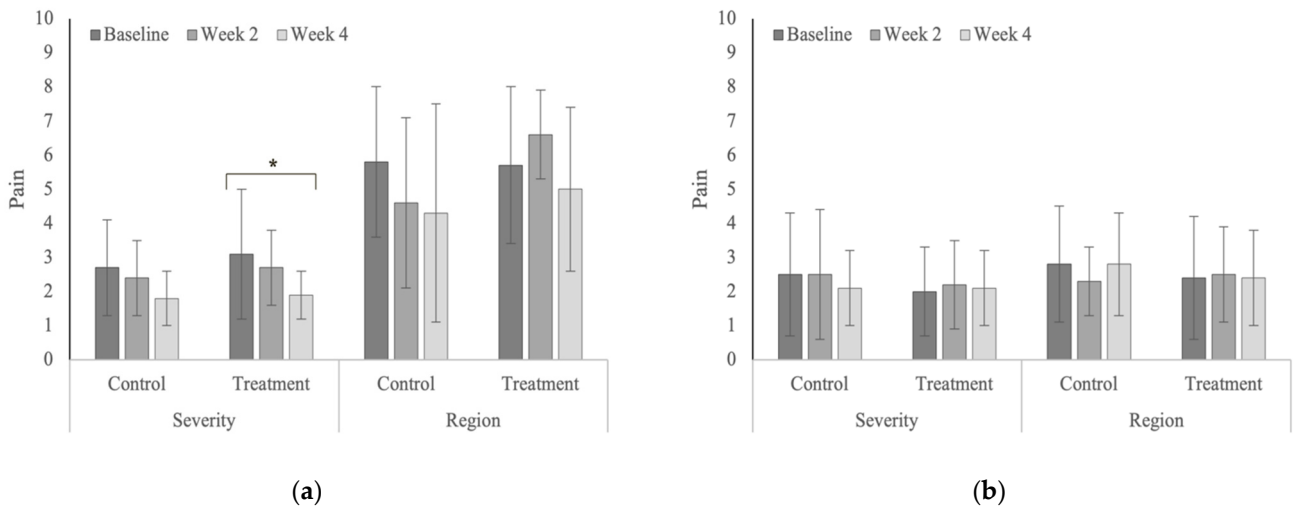 10
9
8
7
6
5
4
3
2
1
0
Pain
Baseline Week 2 Week 4
*
Control Treatment Control Treatment
Severity Region
(a)
10
9
8
7
6
5
4
3
2
1
0
Pain
Baseline Week 2 Week 4
Control Treatment Control Treatment
Severity Region
(b)